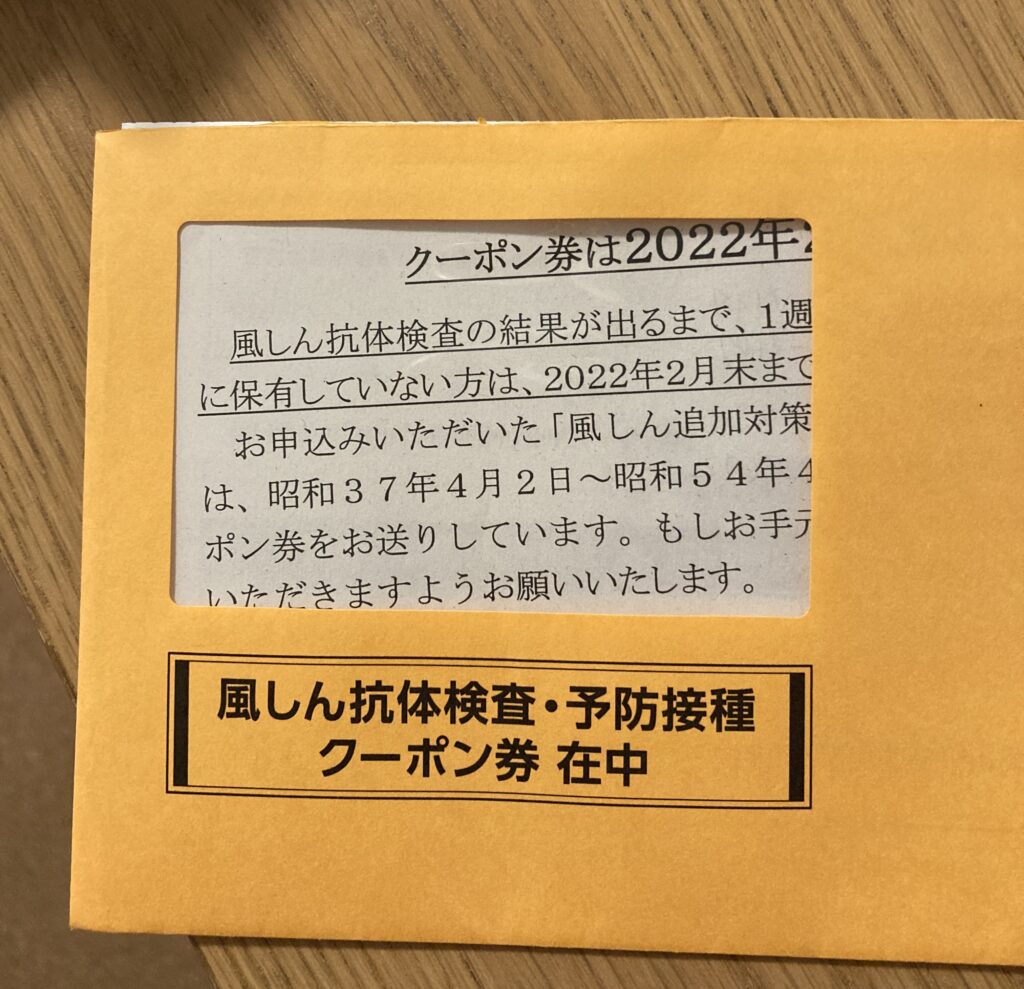 クーポン券は2022年2
風しん抗体検査の結果が出るまで、1週
に保有していない方は、2022年2月末まで
お申込みいただいた「風しん追加対策
は、昭和37年4月2日～昭和54年4
ポン券をお送りしています。もしお手元
いただきますようお願いいたします。
風しん抗体検査・予防接種
クーポン券 在中